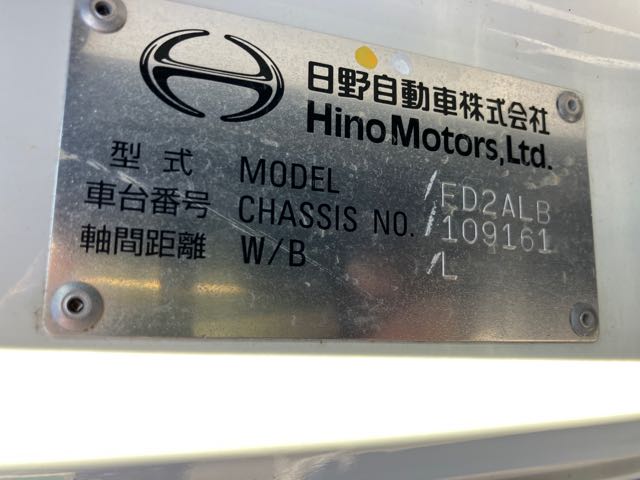 日野自動車株式会社
Hino Motors, Ltd.
型式 MODEL /ED2ALB
車台番号 CHASSIS NO. /109161
軸間距離 W/B /L